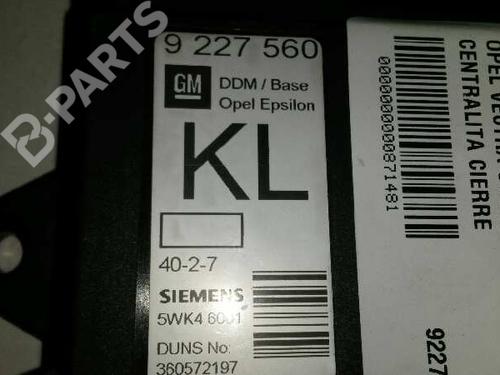 B-PARTS
9 227 560
GM
DDM / Base
Opel Epsilon
KL
40-2-7
SIEMENS
5WK4 6001
DUNS No:
360572197
OPEL VECTRA
CENTRALITA CIERRE
0000000000871481
9227